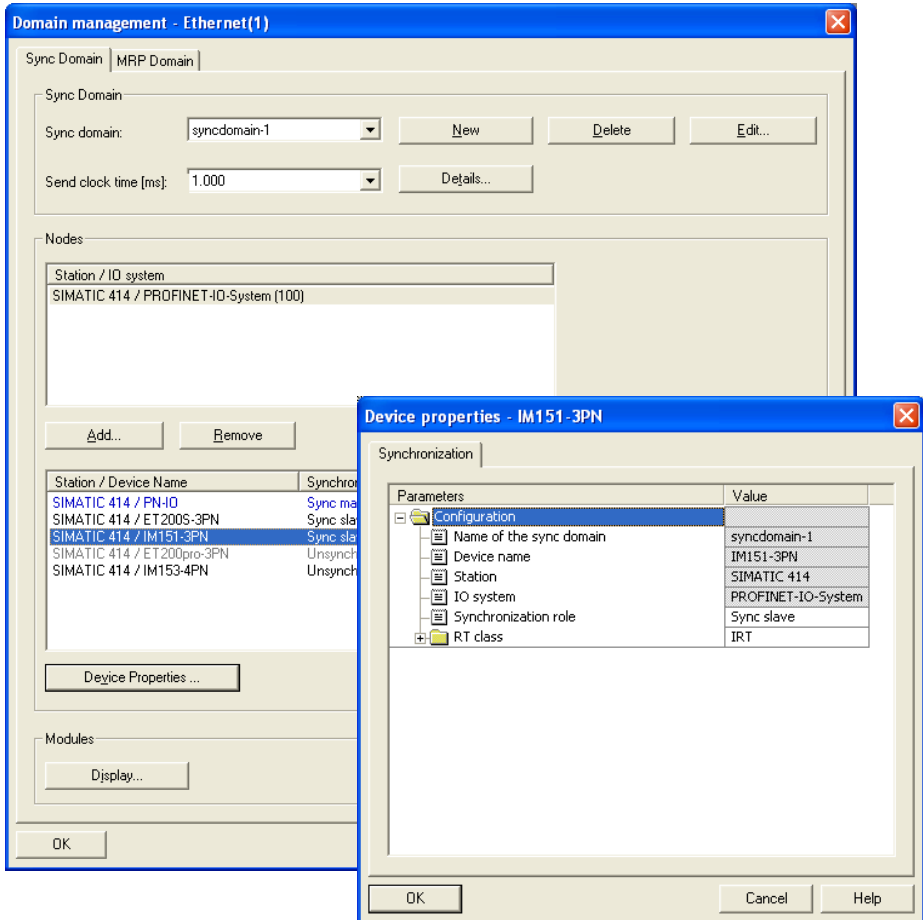 Domain management - Ethernet(1)
Sync Domain MRP Domain
Sync Domain
Sync domain: syncdomain-1 New Delete Edit...
Send clock time [ms]: 1.000 Details...
Nodes
Station / IO system
SIMATIC 414 / PROFINET-IO-System (100)
Add... Remove
Station / Device Name Synchro
SIMATIC 414 / PN-IO Sync ma
SIMATIC 414 / ET200S-3PN Sync sla
SIMATIC 414 / IM151-3PN Sync sla
SIMATIC 414 / ET200pro-3PN Unsynch
SIMATIC 414 / IM153-4PN Unsynch
Device Properties ...
Modules
Display...
OK
Device properties - IM151-3PN
Synchronization
Parameters Value
Configuration
Name of the sync domain syncdomain-1
Device name IM151-3PN
Station SIMATIC 414
IO system PROFINET-IO-System
Synchronization role Sync slave
RT class IRT
OK Cancel Help